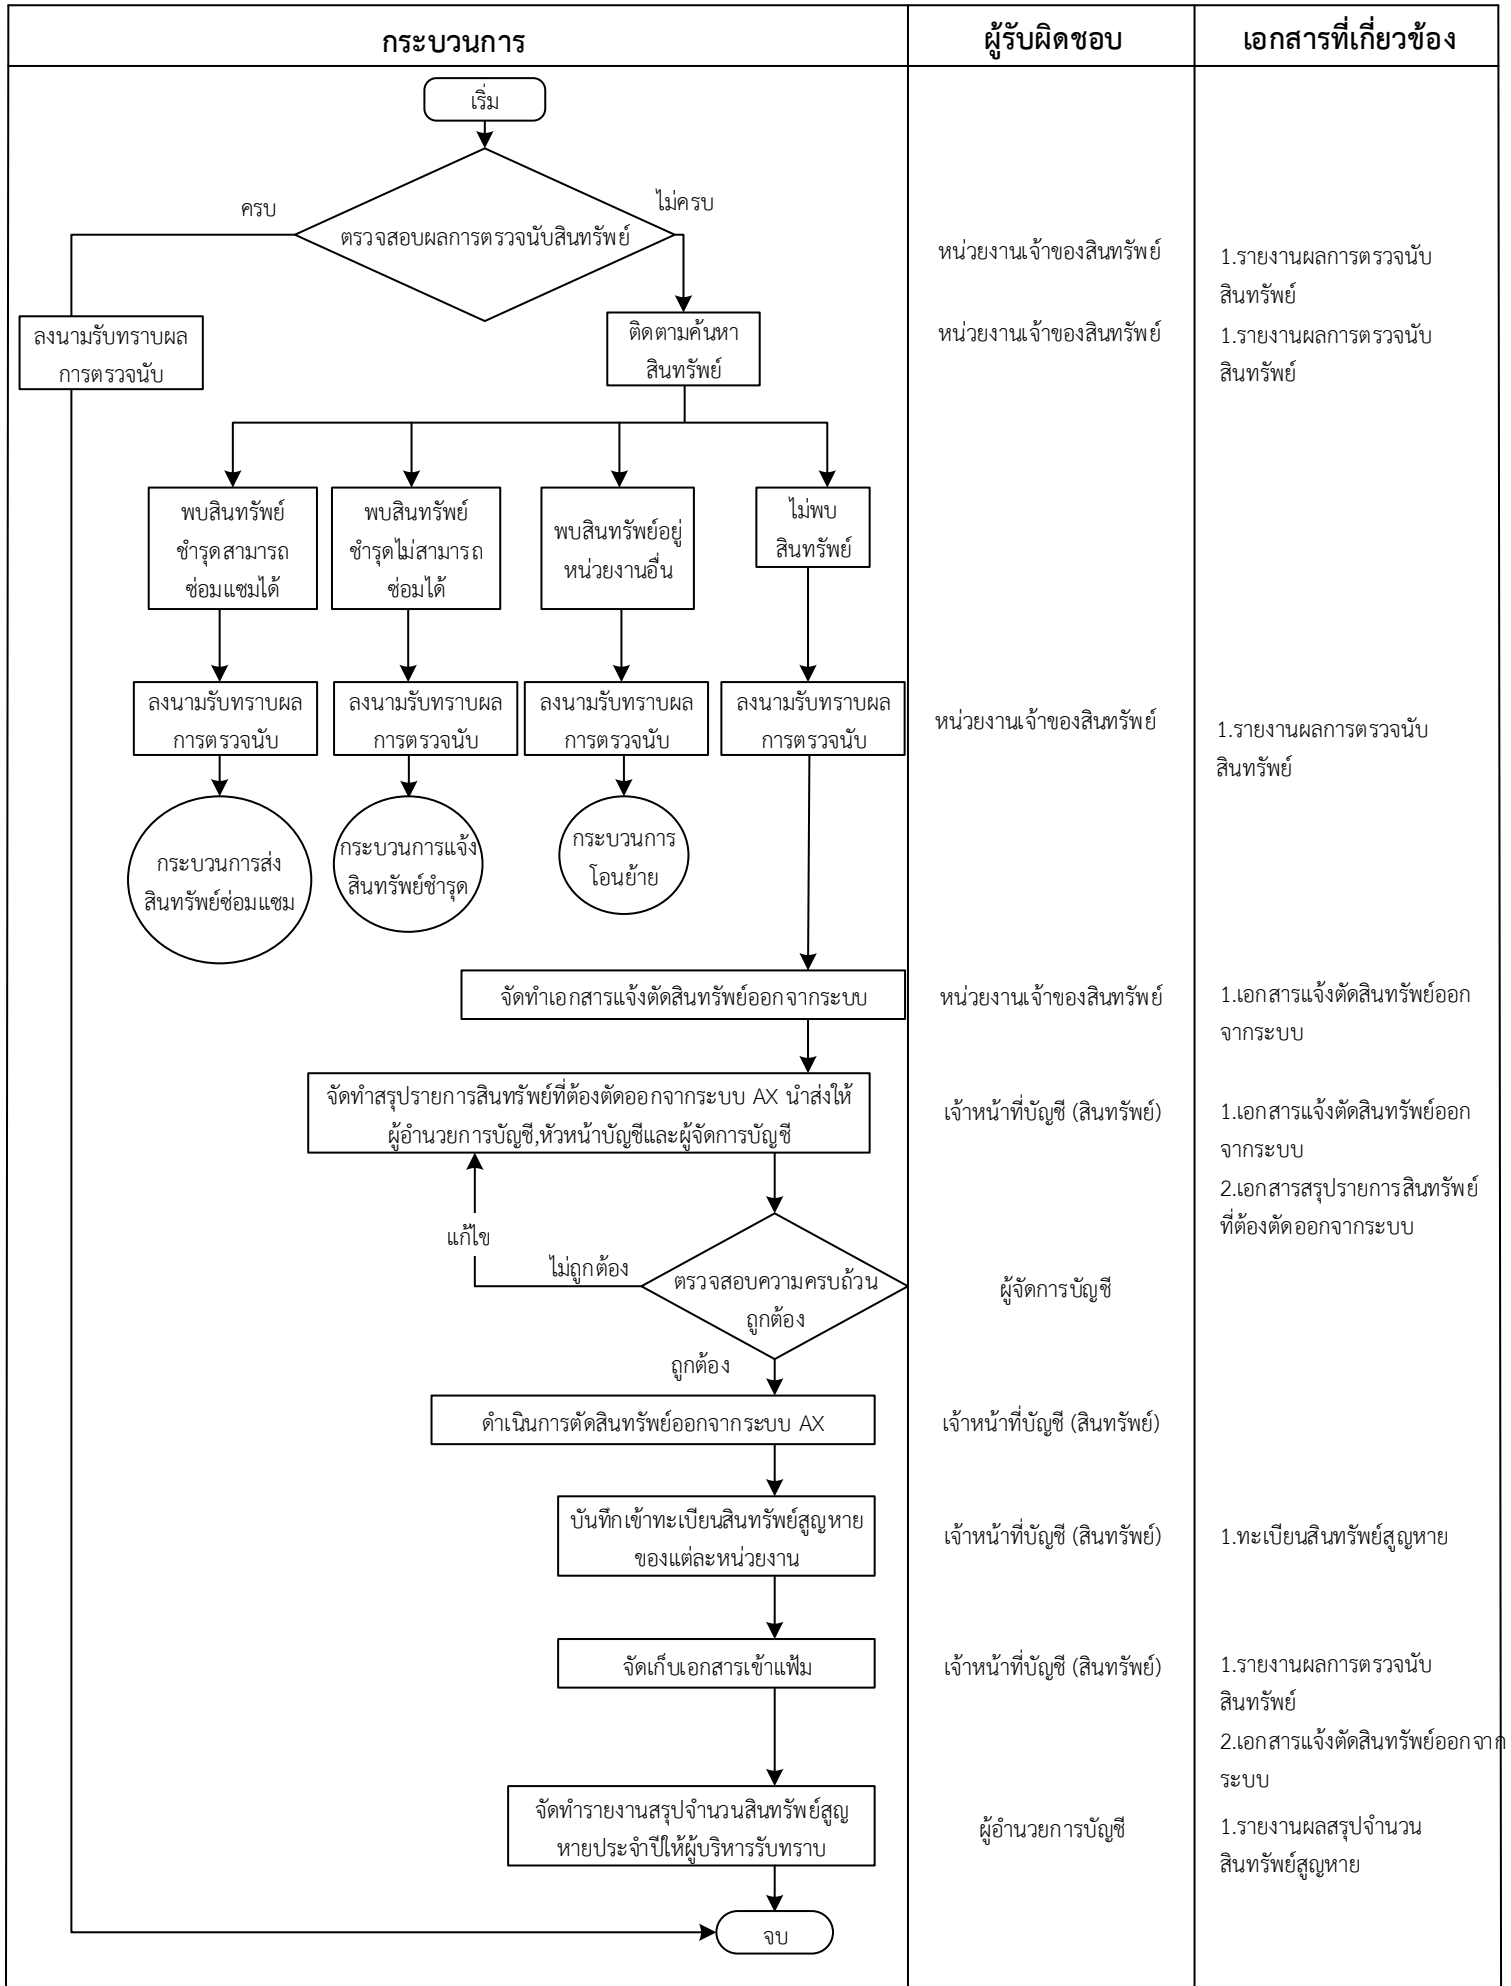 กระบวนการ
ผู้รับผิดชอบ
เอกสารที่เกี่ยวข้อง
เริ่ม
ครบ
ไม่ครบ
ตรวจสอบผลการตรวจนับสินทรัพย์
หน่วยงานเจ้าของสินทรัพย์
1.รายงานผลการตรวจนับ
สินทรัพย์
ลงนามรับทราบผล
การตรวจนับ
ติดตามค้นหา
สินทรัพย์
หน่วยงานเจ้าของสินทรัพย์
1.รายงานผลการตรวจนับ
สินทรัพย์
พบสินทรัพย์
ชำรุดสามารถ
ซ่อมแซมได้
พบสินทรัพย์
ชำรุดไม่สามารถ
ซ่อมได้
พบสินทรัพย์อยู่
หน่วยงานอื่น
ไม่พบ
สินทรัพย์
ลงนามรับทราบผล
การตรวจนับ
ลงนามรับทราบผล
การตรวจนับ
ลงนามรับทราบผล
การตรวจนับ
ลงนามรับทราบผล
การตรวจนับ
หน่วยงานเจ้าของสินทรัพย์
1.รายงานผลการตรวจนับ
สินทรัพย์
กระบวนการส่ง
สินทรัพย์ซ่อมแซม
กระบวนการแจ้ง
สินทรัพย์ชำรุด
กระบวนการ
โอนย้าย
จัดทำเอกสารแจ้งตัดสินทรัพย์ออกจากระบบ
หน่วยงานเจ้าของสินทรัพย์
1.เอกสารแจ้งตัดสินทรัพย์ออก
จากระบบ
จัดทำสรุปรายการสินทรัพย์ที่ต้องตัดออกจากระบบ AX นำส่งให้
ผู้อำนวยการบัญชี,หัวหน้าบัญชีและผู้จัดการบัญชี
เจ้าหน้าที่บัญชี (สินทรัพย์)
1.เอกสารแจ้งตัดสินทรัพย์ออก
จากระบบ
2.เอกสารสรุปรายการสินทรัพย์
ที่ต้องตัดออกจากระบบ
แก้ไข
ไม่ถูกต้อง
ตรวจสอบความครบถ้วน
ถูกต้อง
ผู้จัดการบัญชี
ถูกต้อง
ดำเนินการตัดสินทรัพย์ออกจากระบบ AX
เจ้าหน้าที่บัญชี (สินทรัพย์)
บันทึกเข้าทะเบียนสินทรัพย์สูญหาย
ของแต่ละหน่วยงาน
เจ้าหน้าที่บัญชี (สินทรัพย์)
1.ทะเบียนสินทรัพย์สูญหาย
จัดเก็บเอกสารเข้าแฟ้ม
เจ้าหน้าที่บัญชี (สินทรัพย์)
1.รายงานผลการตรวจนับ
สินทรัพย์
2.เอกสารแจ้งตัดสินทรัพย์ออกจาก
ระบบ
จัดทำรายงานสรุปจำนวนสินทรัพย์สูญ
หายประจำปีให้ผู้บริหารรับทราบ
ผู้อำนวยการบัญชี
1.รายงานผลสรุปจำนวน
สินทรัพย์สูญหาย
จบ